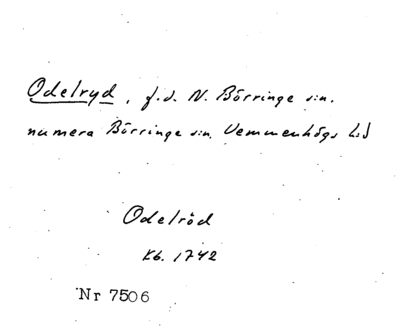 Odelryd, f.d. N. Börringe sn.
numera Börringe sn. Vemmenhögs hd
Odelröd
kb. 1742
Nr 7506